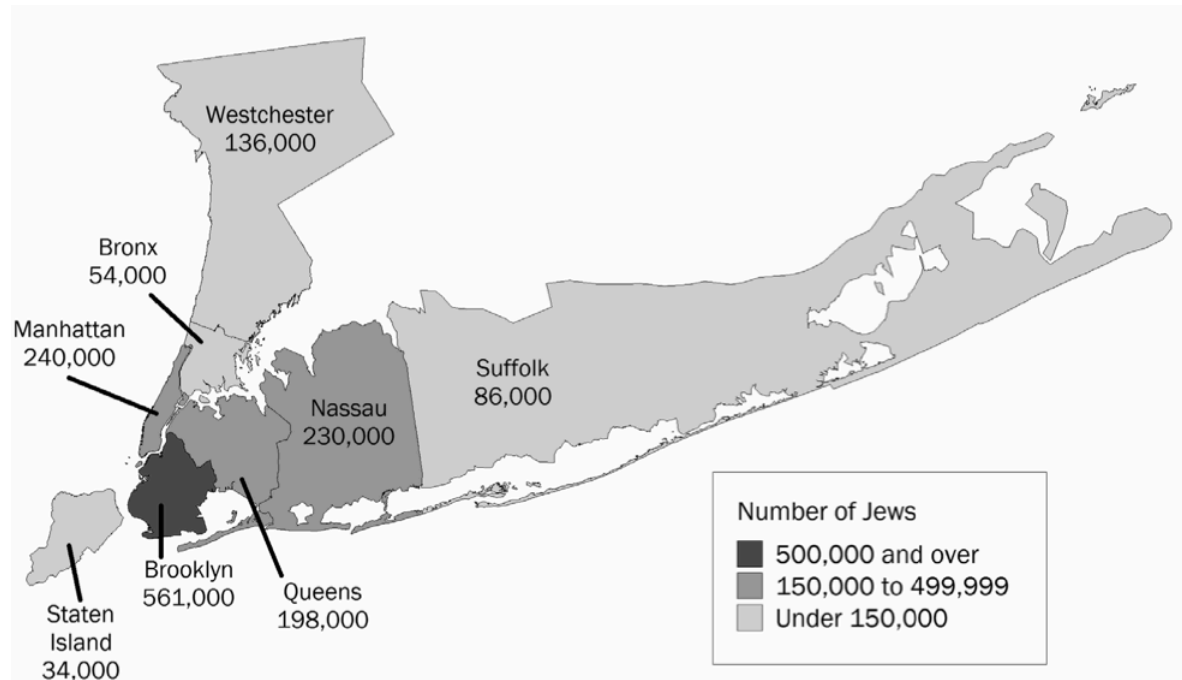 Westchester
136,000
Bronx
54,000
Manhattan
240,000
Suffolk
86,000
Nassau
230,000
Brooklyn
561,000
Queens
198,000
Staten
Island
34,000
Number of Jews
500,000 and over
150,000 to 499,999
Under 150,000